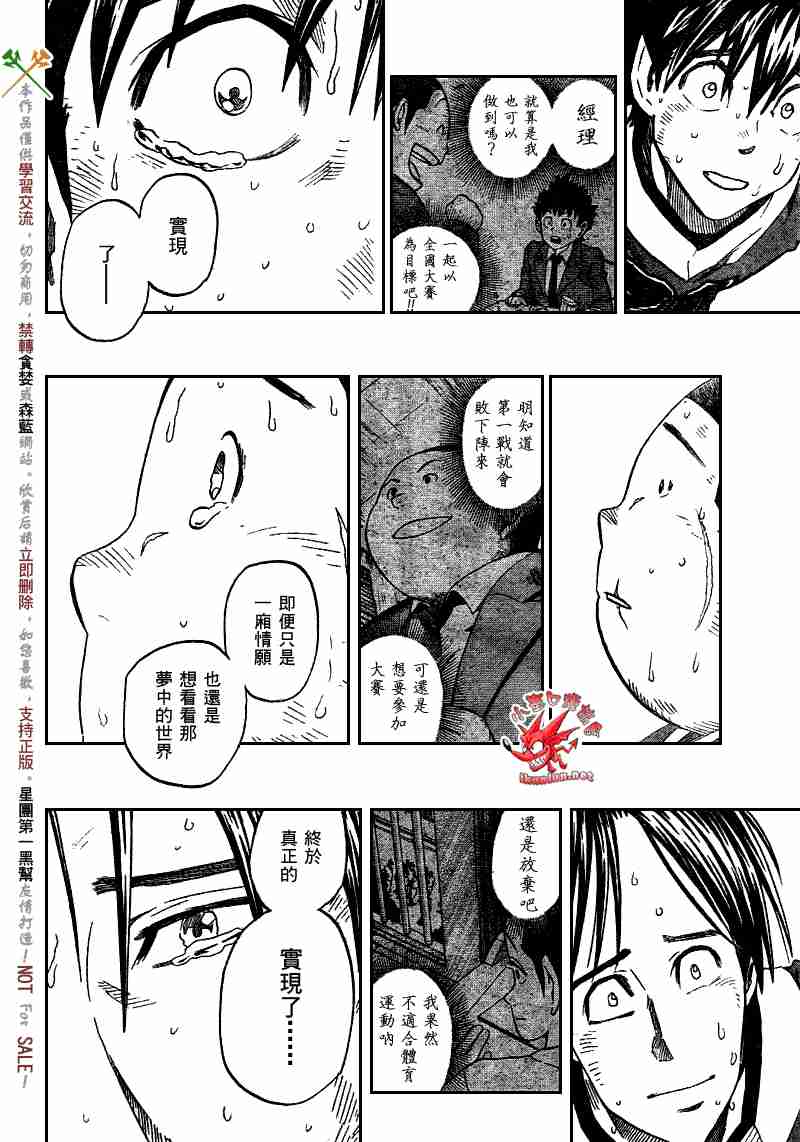 經理
就算是我
也可以
做到嗎？
一起以
全國大賽
為目標吧!!
實現
了──
明知道
第一戰就會
敗下陣來
可還是
想要參加
大賽
即便只是
一廂情願
也還是
想看看那
夢中的世界
還是放棄吧
我果然
不適合體育
運動吶
終於
真正的
實現了……
本作品僅供學習交流，切勿商用，禁轉貪婪或森藍網站。欣賞后請立即刪除，如您喜歡，支持正版。星團第一黑幫友情打造！NOT For SALE！
ikanman.net